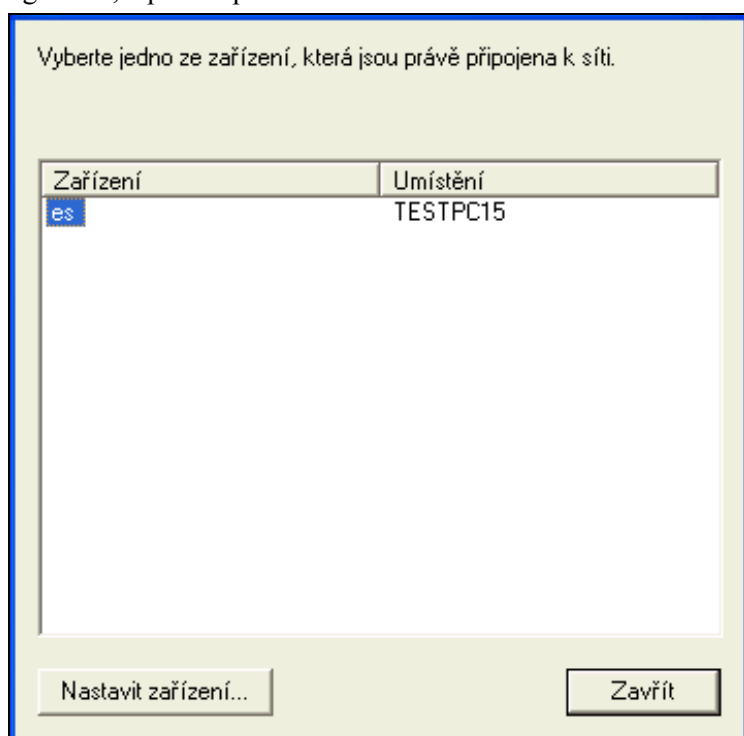 Vyberte jedno ze zařízení, která jsou právě připojena k síti.
Zařízení Umístění
es TESTPC15
Nastavit zařízení... Zavřít